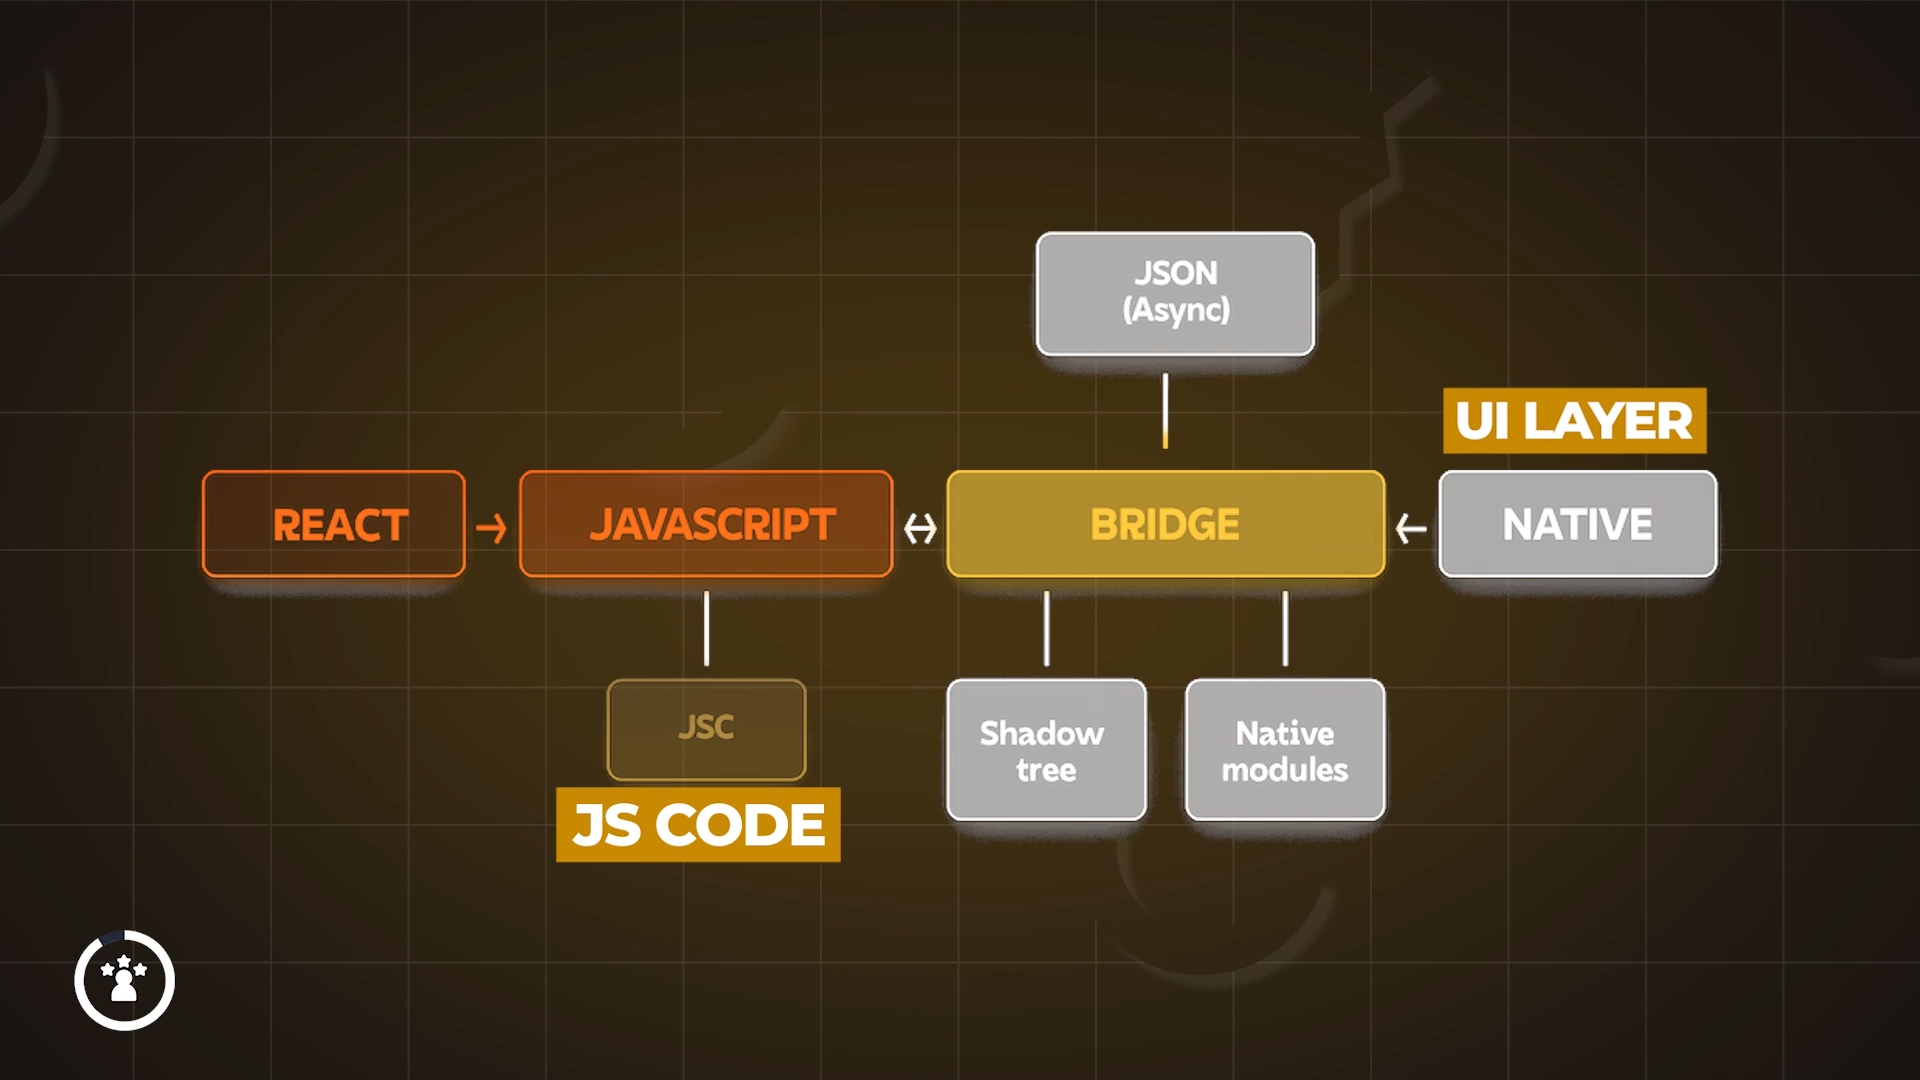 JSON
(Async)
UI LAYER
REACT
JAVASCRIPT
BRIDGE
NATIVE
JSC
Shadow
tree
Native
modules
JS CODE